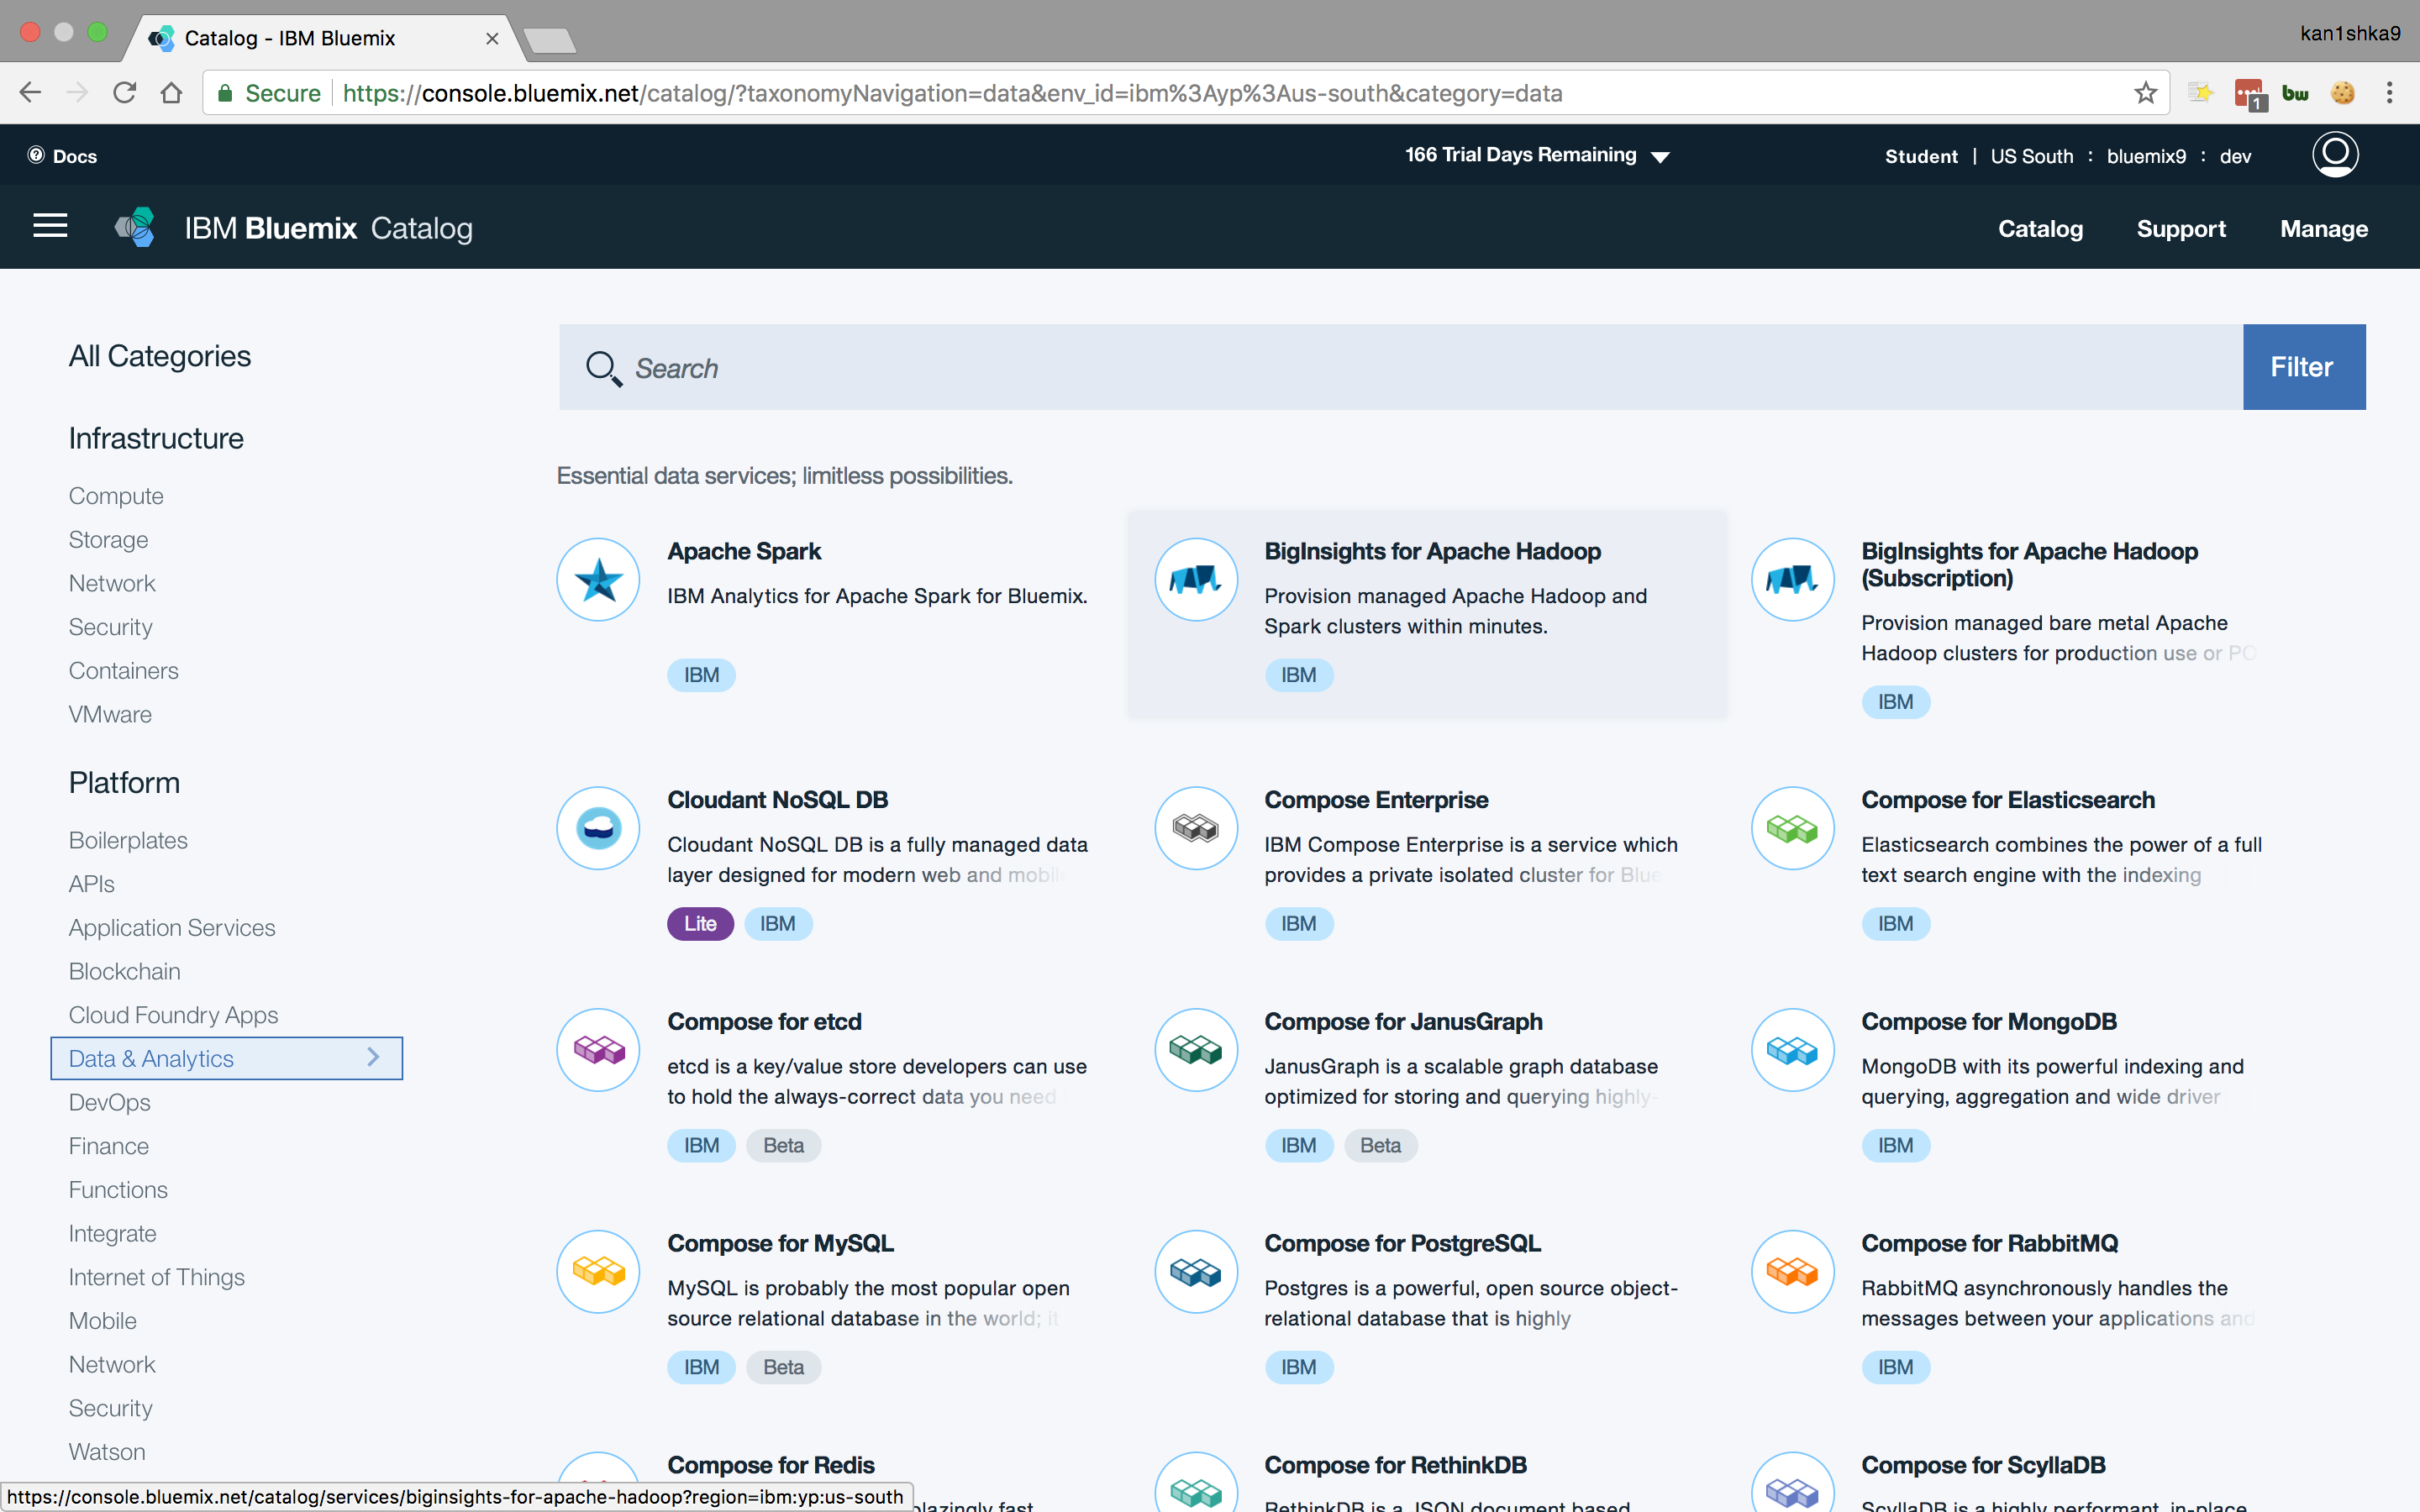 Catalog - IBM Bluemix
kan1shka9
Secure
https://console.bluemix.net/catalog/?taxonomyNavigation=data&env_id=ibm%3Ayp%3Aus-south&category=data
1
bw
Docs
166 Trial Days Remaining
Student | US South : bluemix9 : dev
IBM Bluemix Catalog
Catalog
Support
Manage
All Categories
Infrastructure
Compute
Storage
Network
Security
Containers
VMware
Platform
Boilerplates
APIs
Application Services
Blockchain
Cloud Foundry Apps
Data & Analytics
DevOps
Finance
Functions
Integrate
Internet of Things
Mobile
Network
Security
Watson
Search
Filter
Essential data services; limitless possibilities.
Apache Spark
IBM Analytics for Apache Spark for Bluemix.
IBM
BigInsights for Apache Hadoop
Provision managed Apache Hadoop and
Spark clusters within minutes.
IBM
BigInsights for Apache Hadoop
(Subscription)
Provision managed bare metal Apache
Hadoop clusters for production use or PO
IBM
Cloudant NoSQL DB
Cloudant NoSQL DB is a fully managed data
layer designed for modern web and mobil
Lite
IBM
Compose Enterprise
IBM Compose Enterprise is a service which
provides a private isolated cluster for Blue
IBM
Compose for Elasticsearch
Elasticsearch combines the power of a full
text search engine with the indexing
IBM
Compose for etcd
etcd is a key/value store developers can use
to hold the always-correct data you need
IBM
Beta
Compose for JanusGraph
JanusGraph is a scalable graph database
optimized for storing and querying highly-
IBM
Beta
Compose for MongoDB
MongoDB with its powerful indexing and
querying, aggregation and wide driver
IBM
Compose for MySQL
MySQL is probably the most popular open
source relational database in the world; it
IBM
Beta
Compose for PostgreSQL
Postgres is a powerful, open source object-
relational database that is highly
IBM
Compose for RabbitMQ
RabbitMQ asynchronously handles the
messages between your applications and
IBM
Compose for Redis
blazingly fast
Compose for RethinkDB
RethinkDB is a JSON document based
Compose for ScyllaDB
ScyllaDB is a highly performant, in-place
https://console.bluemix.net/catalog/services/biginsights-for-apache-hadoop?region=ibm:yp:us-south